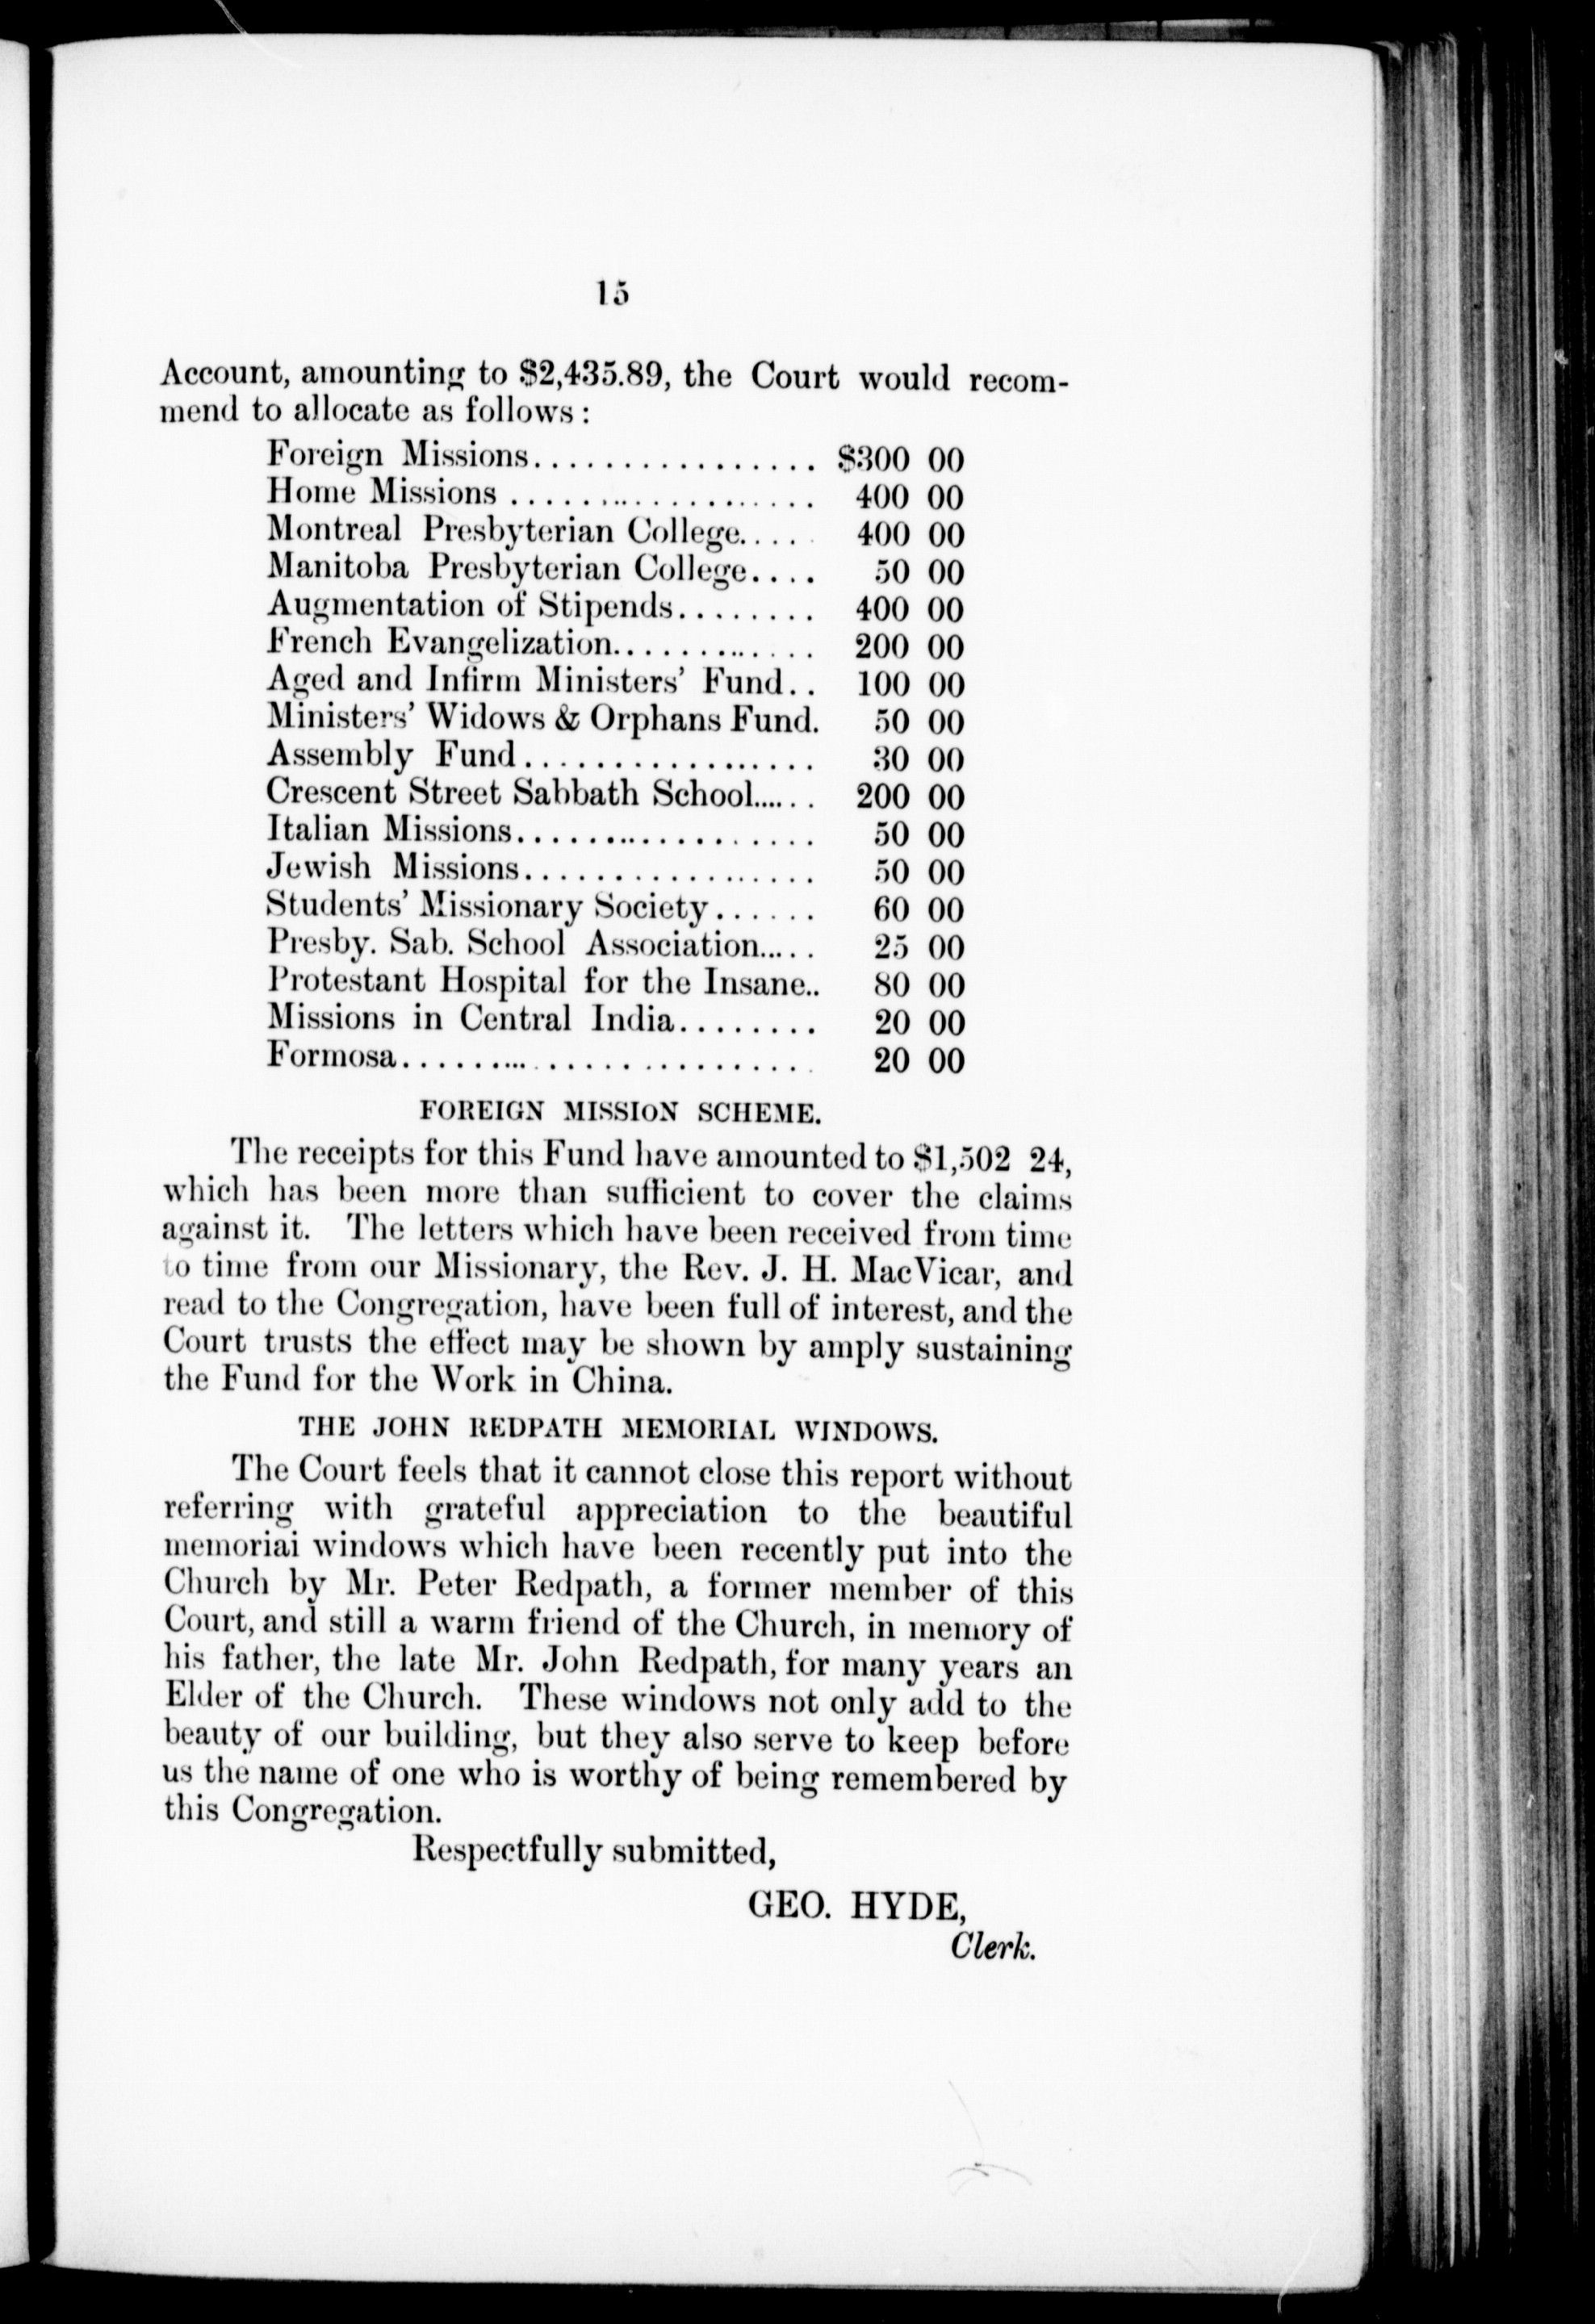 15
Account, amounting to $2,435.89, the Court would recom-
mend to allocate as follows:
Foreign Missions................ $300 00
Home Missions ................... 400 00
Montreal Presbyterian College..... 400 00
Manitoba Presbyterian College.... 50 00
Augmentation of Stipends........ 400 00
French Evangelization............. 200 00
Aged and Infirm Ministers' Fund.. 100 00
Ministers' Widows & Orphans Fund. 50 00
Assembly Fund................. 30 00
Crescent Street Sabbath School..... 200 00
Italian Missions.................. 50 00
Jewish Missions................. 50 00
Students' Missionary Society...... 60 00
Presby. Sab. School Association..... 25 00
Protestant Hospital for the Insane.. 80 00
Missions in Central India........ 20 00
Formosa......................... 20 00
FOREIGN MISSION SCHEME.
The receipts for this Fund have amounted to $1,502 24,
which has been more than sufficient to cover the claims
against it. The letters which have been received from time
to time from our Missionary, the Rev. J. H. MacVicar, and
read to the Congregation, have been full of interest, and the
Court trusts the effect may be shown by amply sustaining
the Fund for the Work in China.
THE JOHN REDPATH MEMORIAL WINDOWS.
The Court feels that it cannot close this report without
referring with grateful appreciation to the beautiful
memoriai windows which have been recently put into the
Church by Mr. Peter Redpath, a former member of this
Court, and still a warm friend of the Church, in memory of
his father, the late Mr. John Redpath, for many years an
Elder of the Church. These windows not only add to the
beauty of our building, but they also serve to keep before
us the name of one who is worthy of being remembered by
this Congregation.
Respectfully submitted,
GEO. HYDE,
Clerk.